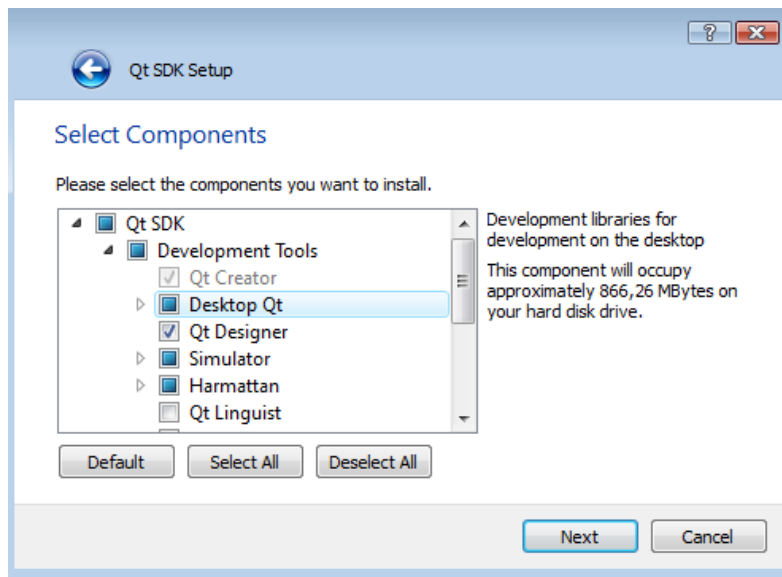 Qt SDK Setup
Select Components
Please select the components you want to install.
Qt SDK
Development Tools
Qt Creator
Desktop Qt
Qt Designer
Simulator
Harmattan
Qt Linguist
Development libraries for
development on the desktop
This component will occupy
approximately 866,26 MBytes on
your hard disk drive.
Default
Select All
Deselect All
Next
Cancel